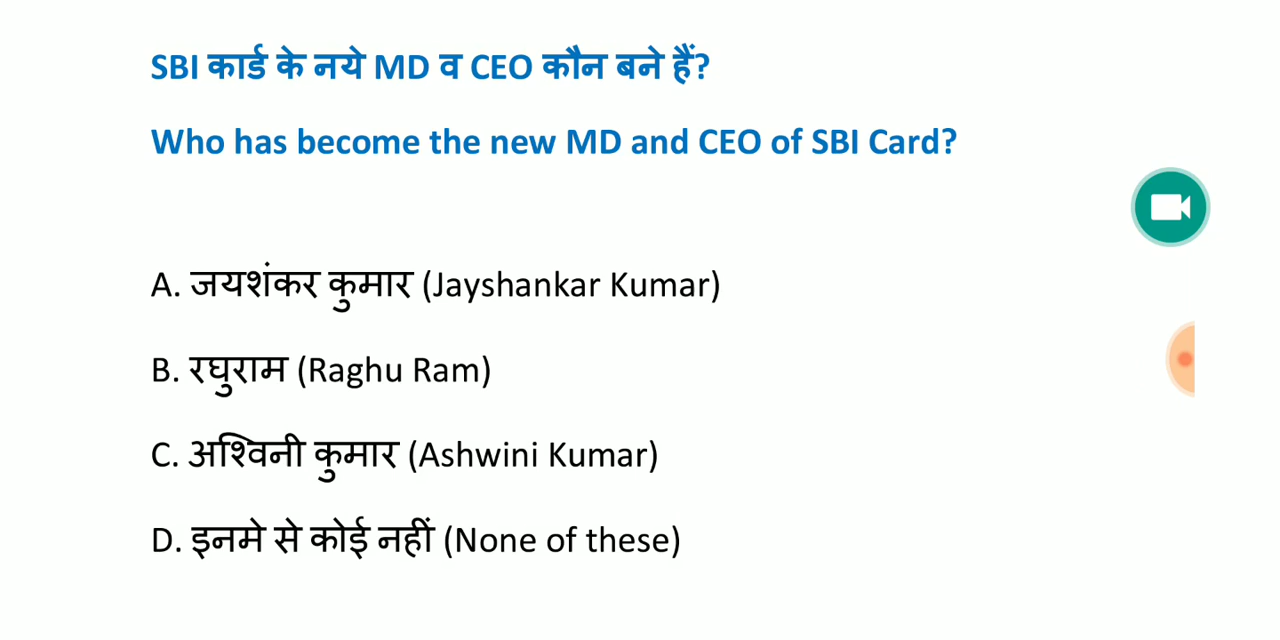 SBI कार्ड के नये MD व CEO कौन बने हैं?
Who has become the new MD and CEO of SBI Card?
A. जयशंकर कुमार (Jayshankar Kumar)
B. रघुराम (Raghu Ram)
C. अश्विनी कुमार (Ashwini Kumar)
D. इनमे से कोई नहीं (None of these)